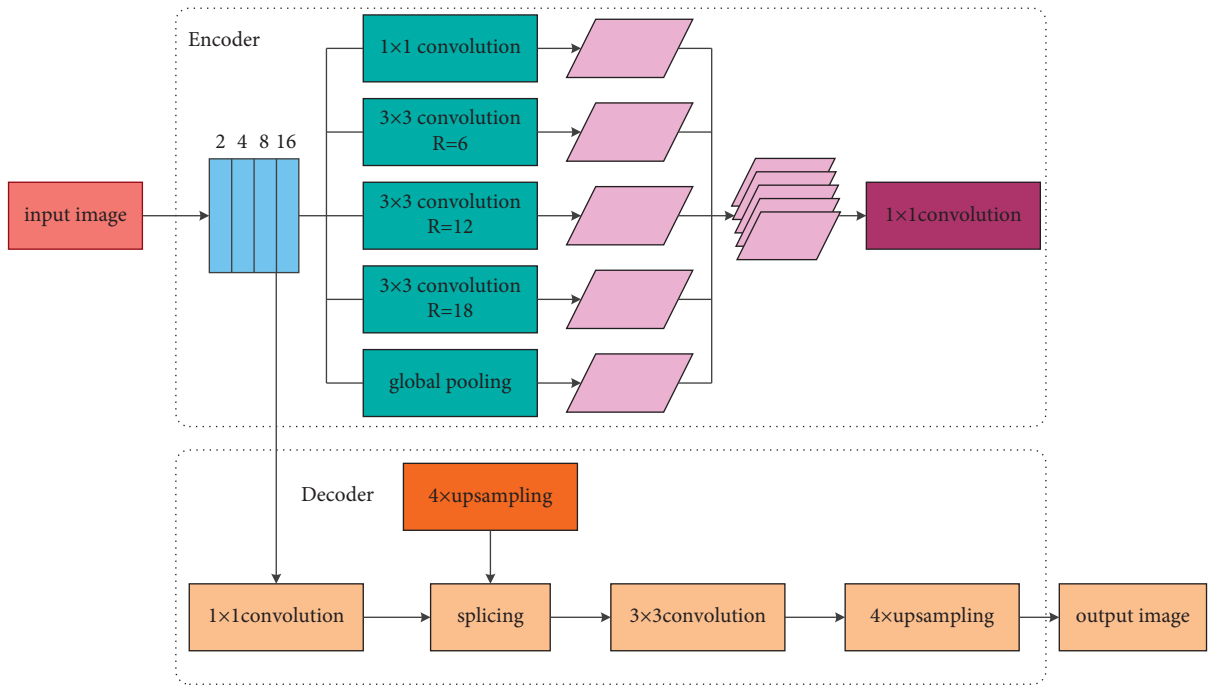 Encoder
2 4 8 16
input image
1×1 convolution
3×3 convolution
R=6
3×3 convolution
R=12
3×3 convolution
R=18
global pooling
1×1convolution
Decoder
4×upsampling
1×1convolution
splicing
3×3convolution
4×upsampling
output image